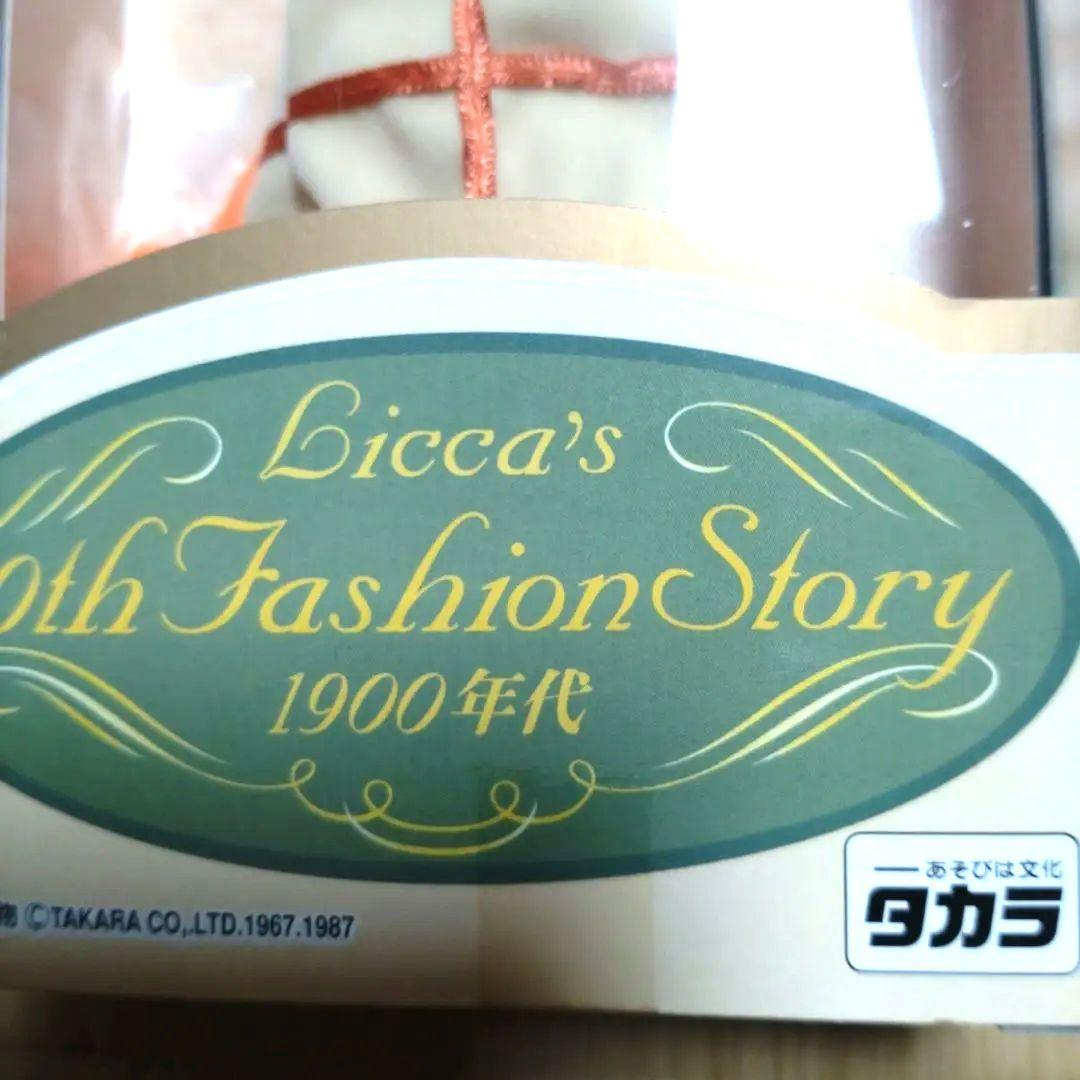 Licca's
0th Fashion Story
1900年代
物 ©TAKARA CO,.LTD.1967.1987
あそびは文化
タカラ